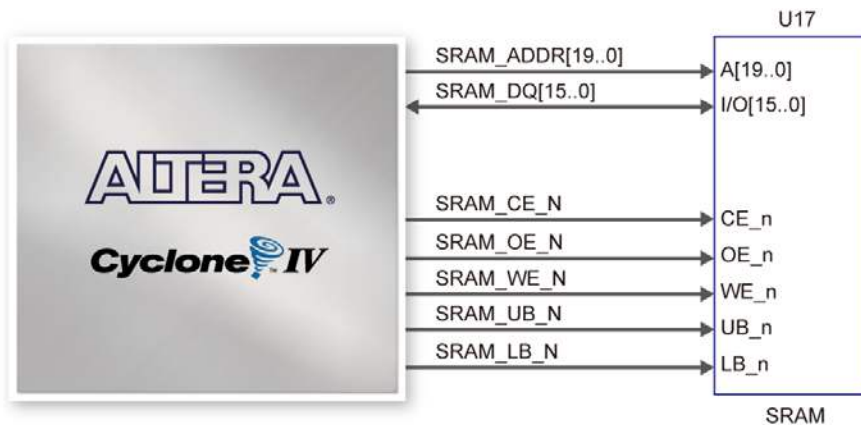 U17
SRAM_ADDR[19..0]
A[19..0]
SRAM_DQ[15..0]
I/O[15..0]
ALTERA®
Cyclone™ IV
SRAM_CE_N
CE_n
SRAM_OE_N
OE_n
SRAM_WE_N
WE_n
SRAM_UB_N
UB_n
SRAM_LB_N
LB_n
SRAM